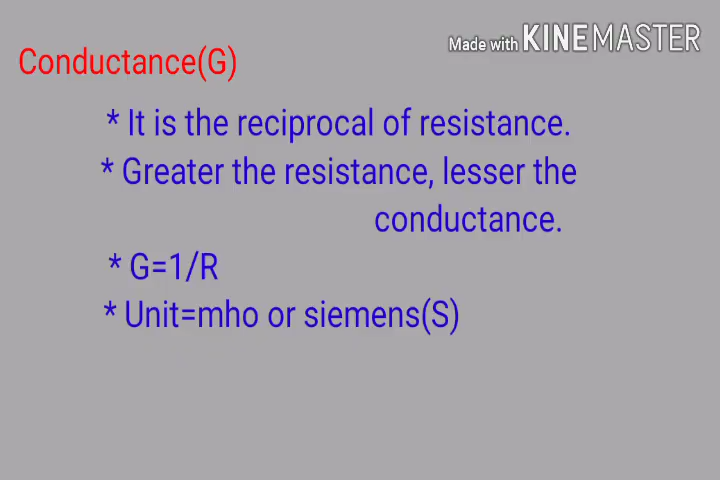 Made with KINEMASTER
Conductance(G)
* It is the reciprocal of resistance.
* Greater the resistance, lesser the
conductance.
* G=1/R
* Unit=mho or siemens(S)